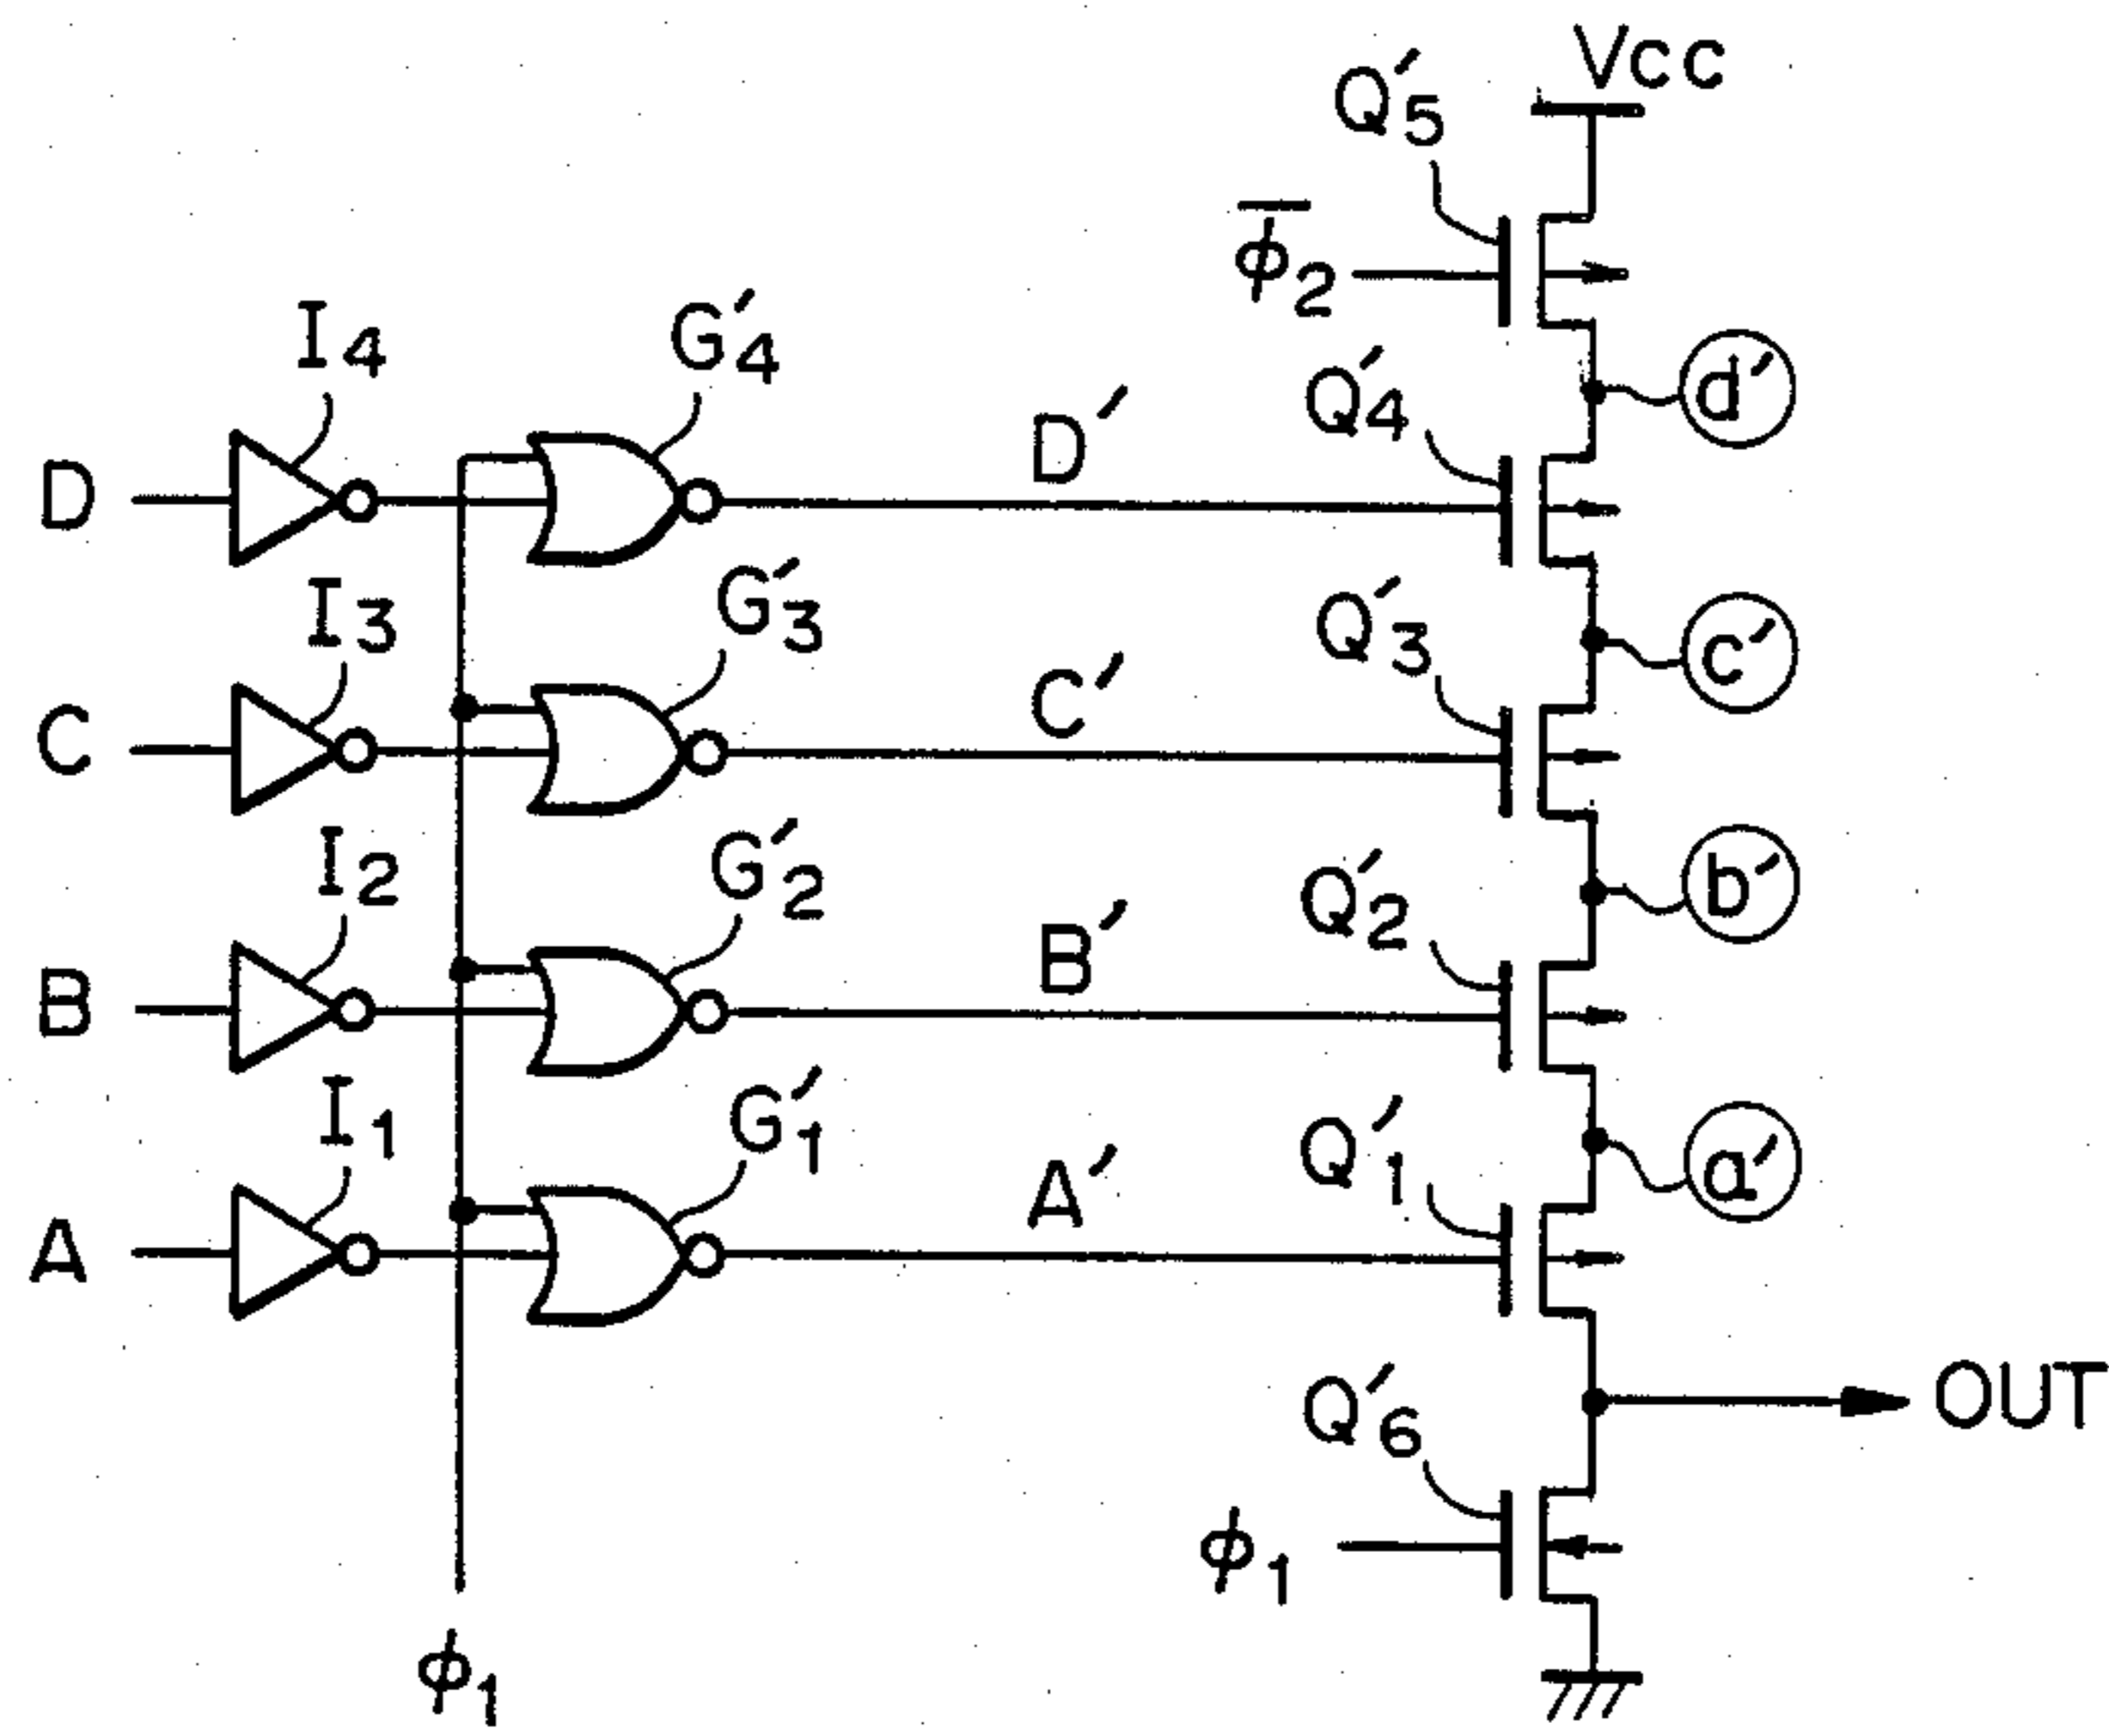 Vcc
Q′5
φ̅2
I4
G′4
D′
Q′4
d′
D
I3
G′3
C′
Q′3
c′
C
I2
G′2
B′
Q′2
b′
B
I1
G′1
A′
Q′1
a′
A
Q′6
OUT
φ1
φ1